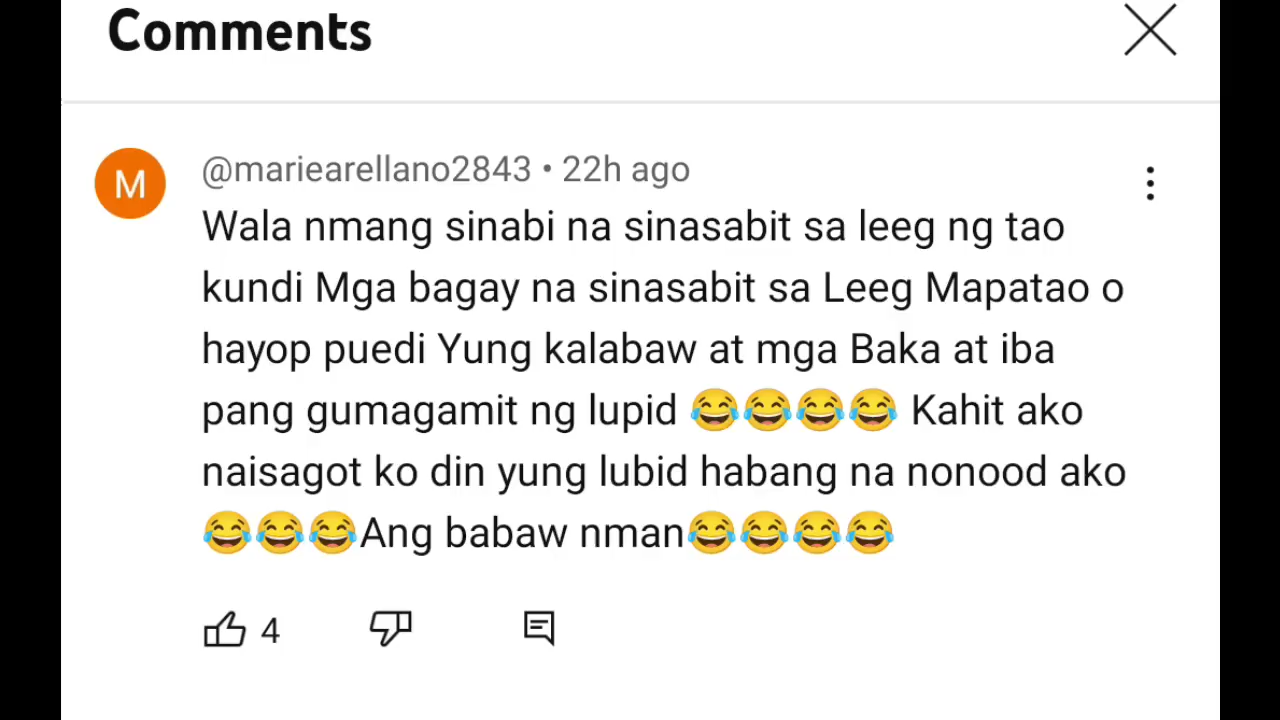 Comments
@mariearellano2843 • 22h ago
M
Wala nmang sinabi na sinasabit sa leeg ng tao
kundi Mga bagay na sinasabit sa Leeg Mapatao o
hayop puedi Yung kalabaw at mga Baka at iba
pang gumagamit ng lupid 😂😂😂😂 Kahit ako
naisagot ko din yung lubid habang na nonood ako
😂😂😂Ang babaw nman😂😂😂😂
4